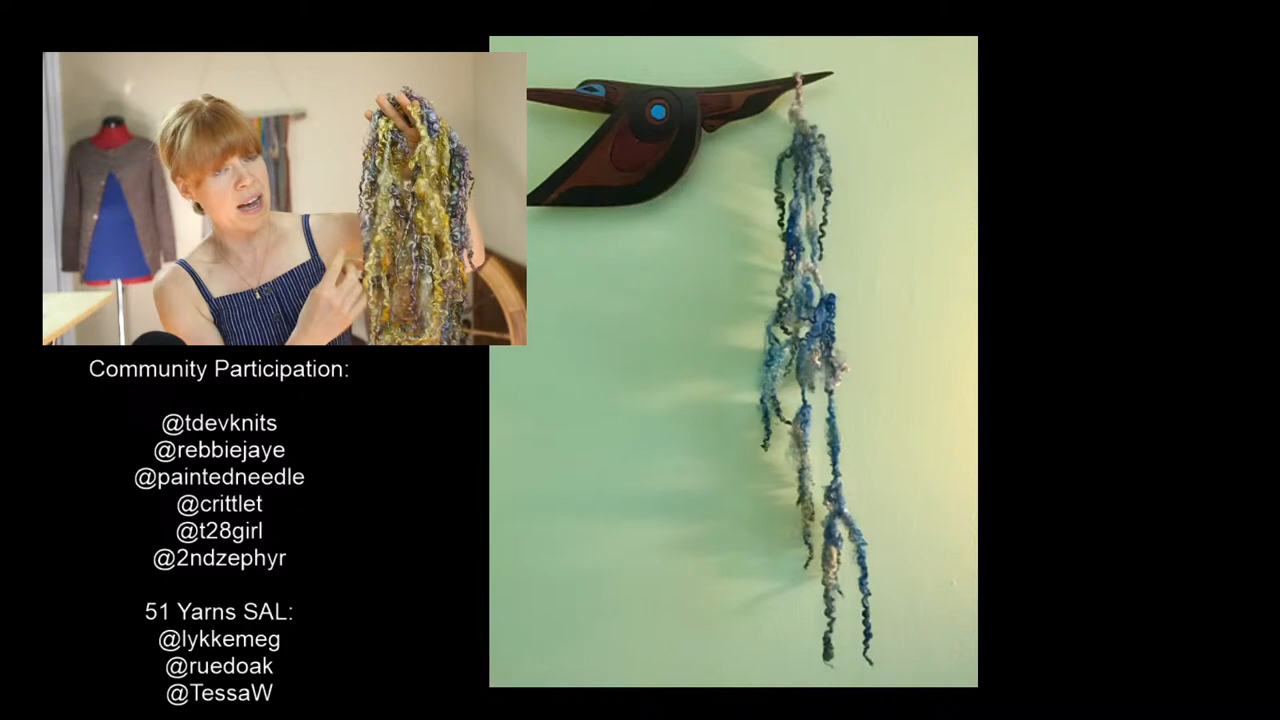 Community Participation:
@tdevknits
@rebbiejaye
@paintedneedle
@crittlet
@t28girl
@2ndzephyr
51 Yarns SAL:
@lykkemeg
@ruedoak
@TessaW